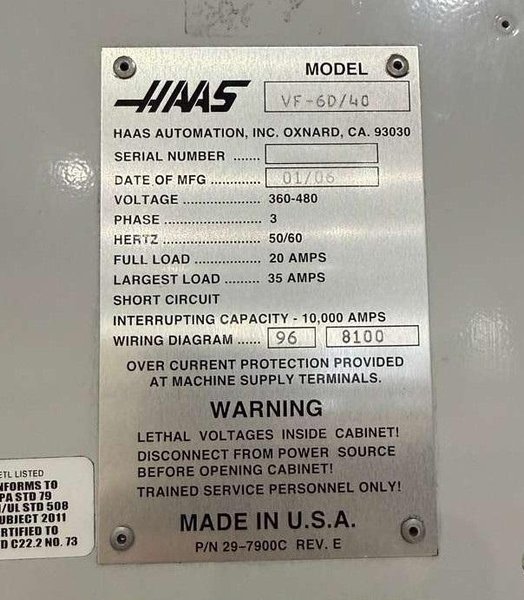 HAAS
MODEL
VF-6D/40
HAAS AUTOMATION, INC. OXNARD, CA. 93030
SERIAL NUMBER ......
DATE OF MFG ............. 01/06
VOLTAGE .................... 360-480
PHASE ........................ 3
HERTZ ........................ 50/60
FULL LOAD ................ 20 AMPS
LARGEST LOAD ......... 35 AMPS
SHORT CIRCUIT
INTERRUPTING CAPACITY - 10,000 AMPS
WIRING DIAGRAM ...... 96 8100
OVER CURRENT PROTECTION PROVIDED
AT MACHINE SUPPLY TERMINALS.
WARNING
LETHAL VOLTAGES INSIDE CABINET!
DISCONNECT FROM POWER SOURCE
BEFORE OPENING CABINET!
TRAINED SERVICE PERSONNEL ONLY!
MADE IN U.S.A.
P/N 29-7900C REV. E
ETL LISTED
NFORMS TO
PA STD 79
/UL STD 508
UBJECT 2011
RTIFIED TO
D C22.2 NO. 73